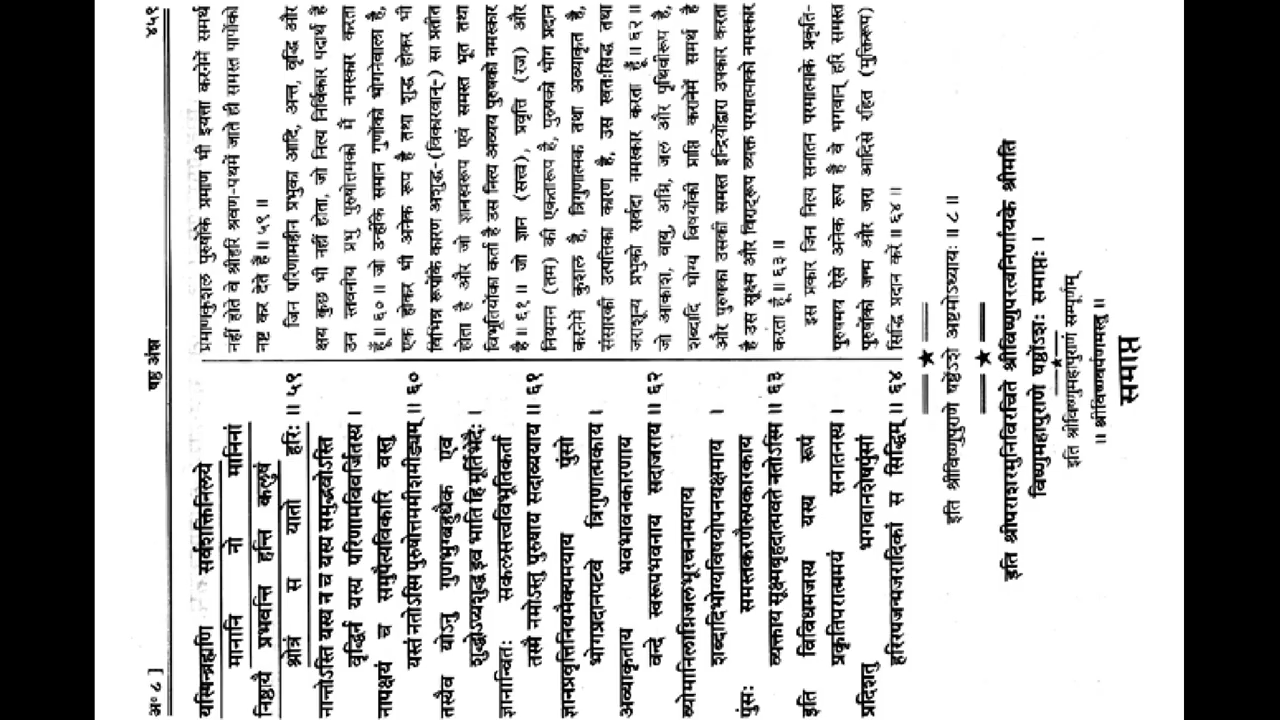 अ० ८ ]
षष्ठ अंश
४५९
यस्मिन्ब्रह्मणि सर्वशक्तिनिलये
मानानि नो मानिनां
निष्ठायै प्रभवन्ति हन्ति कलुषं
श्रोत्रं स यातो हरिः ॥ ५९
नान्तोऽस्ति यस्य न च यस्य समुद्भवोऽस्ति
वृद्धिर्न यस्य परिणामविवर्जितस्य ।
नापक्षयं च समुपैत्यविकारि वस्तु
यस्तं नतोऽस्मि पुरुषोत्तममीशमीड्यम् ॥ ६०
तस्यैव योऽनु गुणभुग्बहुधैक एव
शुद्धोऽप्यशुद्ध इव भाति हि मूर्तिभेदैः ।
ज्ञानान्वितः सकलसत्त्वविभूतिकर्ता
तस्मै नमोऽस्तु पुरुषाय सदाव्ययाय ॥ ६१
ज्ञानप्रवृत्तिनियमैक्यमयाय पुंसो
भोगप्रदानपटवे त्रिगुणात्मकाय ।
अव्याकृताय भवभावनकारणाय
वन्दे स्वरूपभवनाय सदाजराय ॥ ६२
व्योमानिलाग्निजलभूरचनामयाय
शब्दादिभोग्यविषयोपनयक्षमाय ।
पुंसः समस्तकरणैरुपकारकाय
व्यक्ताय सूक्ष्मबृहदात्मवते नतोऽस्मि ॥ ६३
इति विविधमजस्य यस्य रूपं
प्रकृतिपरात्ममयं सनातनस्य ।
प्रदिशतु भगवानशेषपुंसां
हरिरपजन्मजरादिकां स सिद्धिम् ॥ ६४
प्रमाणकुशल पुरुषोंके प्रमाण भी इयत्ता करनेमें समर्थ
नहीं होते वे श्रीहरि श्रवण-पथमें जाते ही समस्त पापोंको
नष्ट कर देते हैं ॥ ५९ ॥
जिन परिणामहीन प्रभुका आदि, अन्त, वृद्धि और
क्षय कुछ भी नहीं होता, जो नित्य निर्विकार पदार्थ हैं
उन स्तवनीय प्रभु पुरुषोत्तमको मैं नमस्कार करता
हूँ ॥ ६० ॥ जो उन्हींके समान गुणोंको भोगनेवाला है,
एक होकर भी अनेक रूप है तथा शुद्ध होकर भी
विभिन्न रूपोंके कारण अशुद्ध-(विकारवान्-) सा प्रतीत
होता है और जो ज्ञानस्वरूप एवं समस्त भूत तथा
विभूतियोंका कर्ता है उस नित्य अव्यय पुरुषको नमस्कार
है ॥ ६१ ॥ जो ज्ञान (सत्त्व), प्रवृत्ति (रज) और
नियमन (तम) की एकतारूप है, पुरुषको भोग प्रदान
करनेमें कुशल है, त्रिगुणात्मक तथा अव्याकृत है,
संसारकी उत्पत्तिका कारण है, उस स्वतःसिद्ध तथा
जराशून्य प्रभुको सर्वदा नमस्कार करता हूँ ॥ ६२ ॥
जो आकाश, वायु, अग्नि, जल और पृथिवीरूप है,
शब्दादि भोग्य विषयोंकी प्राप्ति करानेमें समर्थ है
और पुरुषका उसकी समस्त इन्द्रियोंद्वारा उपकार करता
है उस सूक्ष्म और विराट्‌रूप व्यक्त परमात्माको नमस्कार
करता हूँ ॥ ६३ ॥
इस प्रकार जिन नित्य सनातन परमात्माके प्रकृति-
पुरुषमय ऐसे अनेक रूप हैं वे भगवान् हरि समस्त
पुरुषोंको जन्म और जरा आदिसे रहित (मुक्तिरूप)
सिद्धि प्रदान करें ॥ ६४ ॥
इति श्रीविष्णुपुराणे षष्ठेंऽशे अष्टमोऽध्यायः ॥ ८ ॥
इति श्रीपराशरमुनिविरचिते श्रीविष्णुपरत्वनिर्णायके श्रीमति
विष्णुमहापुराणे षष्ठोंऽशः समाप्तः ।
इति श्रीविष्णुमहापुराणं सम्पूर्णम्
॥ श्रीविष्ण्वर्पणमस्तु ॥
समाप्त